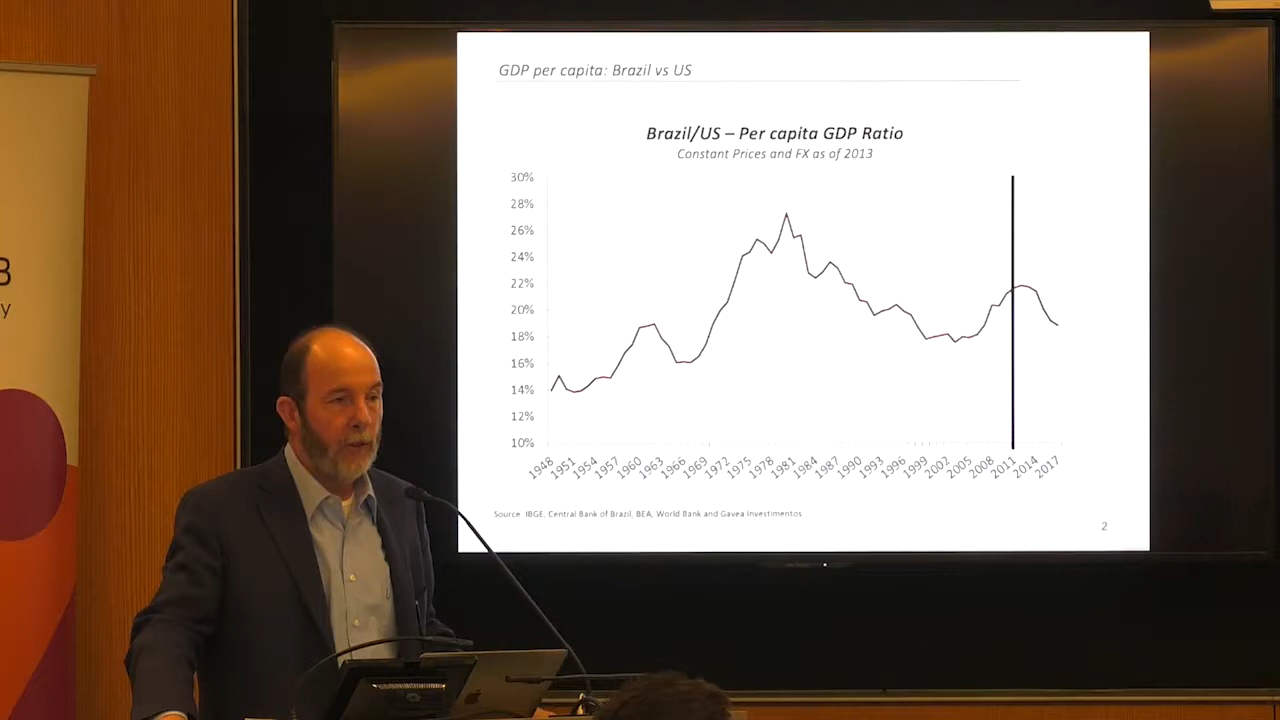 GDP per capita: Brazil vs US
Brazil/US – Per capita GDP Ratio
Constant Prices and FX as of 2013
30%
28%
26%
24%
22%
20%
18%
16%
14%
12%
10%
1948 1951 1954 1957 1960 1963 1966 1969 1972 1975 1978 1981 1984 1987 1990 1993 1996 1999 2002 2005 2008 2011 2014 2017
Source IBGE, Central Bank of Brazil, BEA, World Bank and Gavea Investimentos
2
B
y